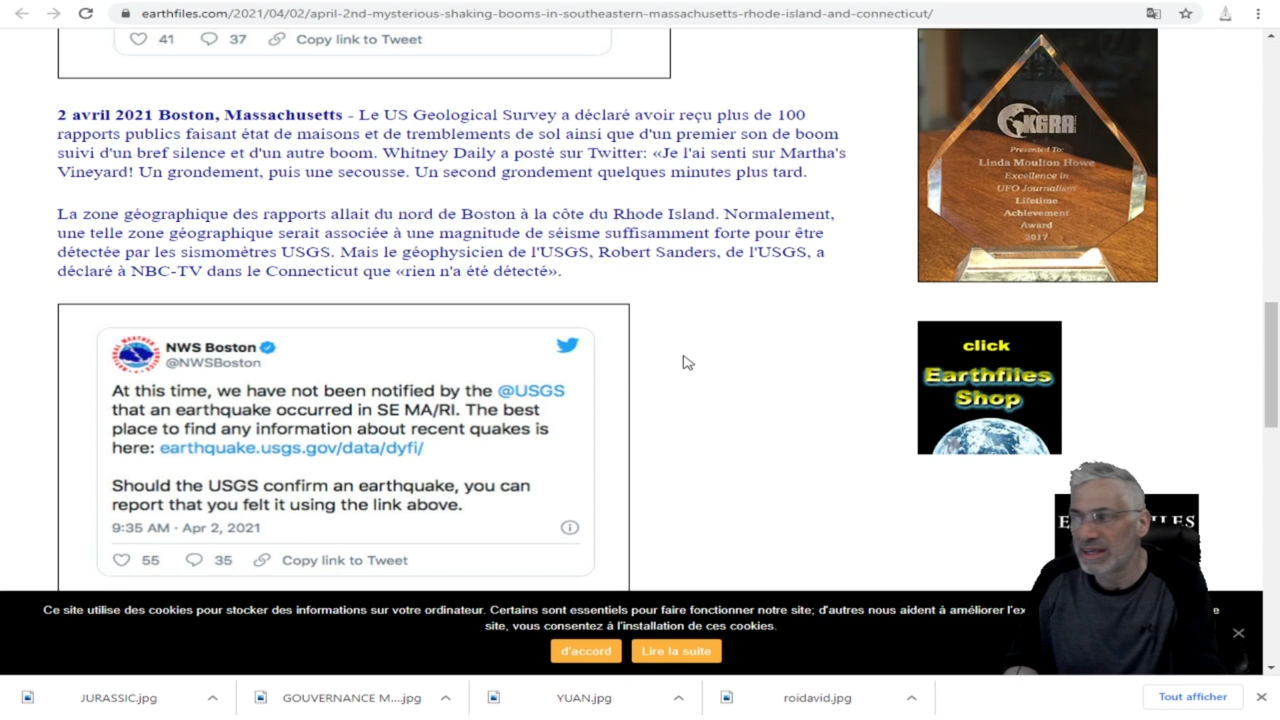 earthfiles.com/2021/04/02/april-2nd-mysterious-shaking-booms-in-southeastern-massachusetts-rhode-island-and-connecticut/
41 37 Copy link to Tweet
2 avril 2021 Boston, Massachusetts - Le US Geological Survey a déclaré avoir reçu plus de 100
rapports publics faisant état de maisons et de tremblements de sol ainsi que d'un premier son de boom
suivi d'un bref silence et d'un autre boom. Whitney Daily a posté sur Twitter: «Je l'ai senti sur Martha's
Vineyard! Un grondement, puis une secousse. Un second grondement quelques minutes plus tard.
La zone géographique des rapports allait du nord de Boston à la côte du Rhode Island. Normalement,
une telle zone géographique serait associée à une magnitude de séisme suffisamment forte pour être
détectée par les sismomètres USGS. Mais le géophysicien de l'USGS, Robert Sanders, de l'USGS, a
déclaré à NBC-TV dans le Connecticut que «rien n'a été détecté».
NWS Boston
@NWSBoston
At this time, we have not been notified by the @USGS
that an earthquake occurred in SE MA/RI. The best
place to find any information about recent quakes is
here: earthquake.usgs.gov/data/dyfi/
Should the USGS confirm an earthquake, you can
report that you felt it using the link above.
9:35 AM · Apr 2, 2021
55 35 Copy link to Tweet
KGRA
Presented To:
Linda Moulton Howe
Excellence in
UFO Journalism
Lifetime
Achievement
Award
2017
click
Earthfiles
Shop
Ce site utilise des cookies pour stocker des informations sur votre ordinateur. Certains sont essentiels pour faire fonctionner notre site; d'autres nous aident à améliorer
site, vous consentez à l'installation de ces cookies.
d'accord Lire la suite
JURASSIC.jpg GOUVERNANCE M....jpg YUAN.jpg roidavid.jpg Tout afficher